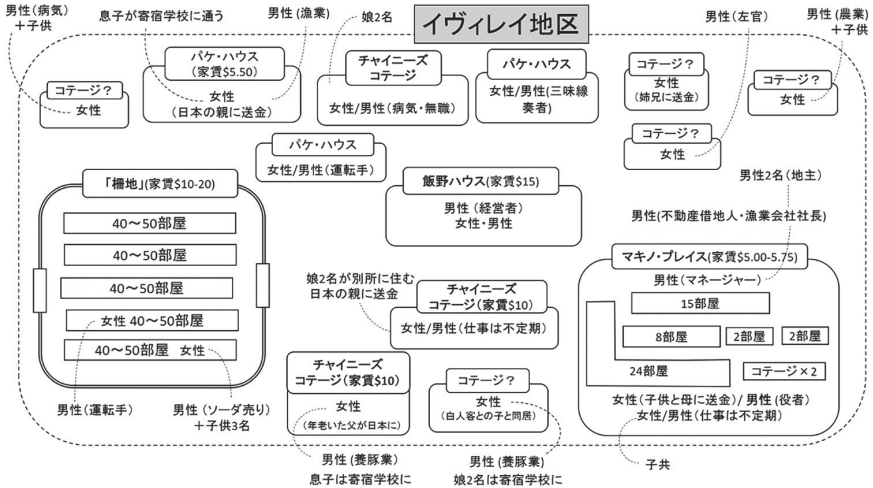 イヴィレイ地区
男性(病気)
＋子供
息子が寄宿学校に通う
男性(漁業)
娘2名
男性(左官)
男性(農業)
＋子供
コテージ？
女性
パケ・ハウス
(家賃$5.50)
女性
(日本の親に送金)
チャイニーズ
コテージ
女性/男性(病気・無職)
パケ・ハウス
女性/男性(三味線
奏者)
コテージ？
女性
(姉兄に送金)
コテージ？
女性
コテージ？
女性
パケ・ハウス
女性/男性(運転手)
「柵地」(家賃$10-20)
40～50部屋
40～50部屋
40～50部屋
女性 40～50部屋
40～50部屋 女性
男性(運転手)
男性(ソーダ売り)
＋子供3名
飯野ハウス(家賃$15)
男性(経営者)
女性・男性
娘2名が別所に住む
日本の親に送金
チャイニーズ
コテージ(家賃$10)
女性/男性(仕事は不定期)
チャイニーズ
コテージ(家賃$10)
女性
(年老いた父が日本に)
男性(養豚業)
息子は寄宿学校に
コテージ？
女性
(白人客との子と同居)
男性(養豚業)
娘2名は寄宿学校に
男性2名(地主)
男性(不動産借地人・漁業会社社長)
マキノ・プレイス(家賃$5.00-5.75)
男性(マネージャー)
15部屋
8部屋
2部屋
2部屋
24部屋
コテージ×2
女性(子供と母に送金)/男性(役者)
女性/男性(仕事は不定期)
子共